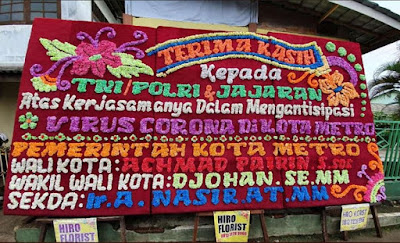 TERIMA KASIH
Kepada
TNI/POLRI & JAJARAN
Atas Kerjasamanya Dalam Mengantisipasi
VIRUS CORONA DI KOTA METRO
PEMERINTAH KOTA METRO
WALI KOTA: ACHMAD PAIRIN S.SOS
WAKIL WALI KOTA: DJOHAN. SE.MM
SEKDA: Ir. A. NASIR. AT. MM
HIRO FLORIST
HIRO FLORIST
HIRO FLORIST